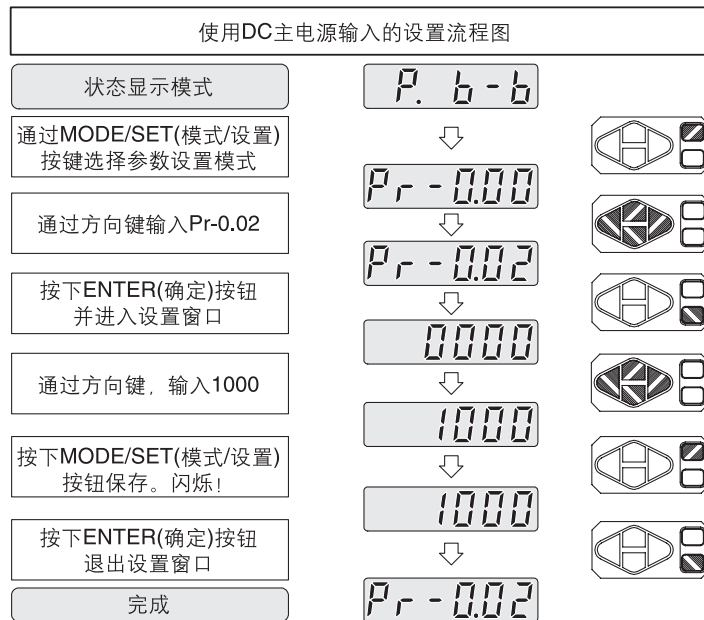 使用DC主电源输入的设置流程图
状态显示模式
P. b-b
通过MODE/SET(模式/设置)
按键选择参数设置模式
Pr-0.00
通过方向键输入Pr-0.02
Pr-0.02
按下ENTER(确定)按钮
并进入设置窗口
0000
通过方向键，输入1000
1000
按下MODE/SET(模式/设置)
按钮保存。闪烁！
1000
按下ENTER(确定)按钮
退出设置窗口
完成
Pr-0.02